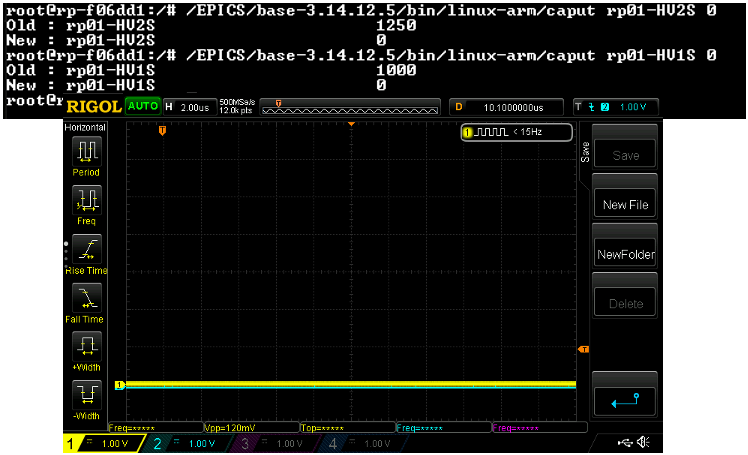 root@rp-f06dd1:/# /EPICS/base-3.14.12.5/bin/linux-arm/caput rp01-HV2S 0
Old : rp01-HV2S 1250
New : rp01-HV2S 0
root@rp-f06dd1:/# /EPICS/base-3.14.12.5/bin/linux-arm/caput rp01-HV1S 0
Old : rp01-HV1S 1000
New : rp01-HV1S 0
root@r
RIGOL AUTO H 2.00us 500MSa/s 12.0k pts T D 10.1000000us T 2 1.00 V
Horizontal
T
1 < 15Hz
Save
Save
Period
New File
Freq
NewFolder
Rise Time
Delete
Fall Time
T
+Width
1
-Width
Freq=***** Vpp=120mV Top=***** Freq=***** Freq=*****
1 1.00 V 2 1.00 V 3 1.00 V 4 1.00 V